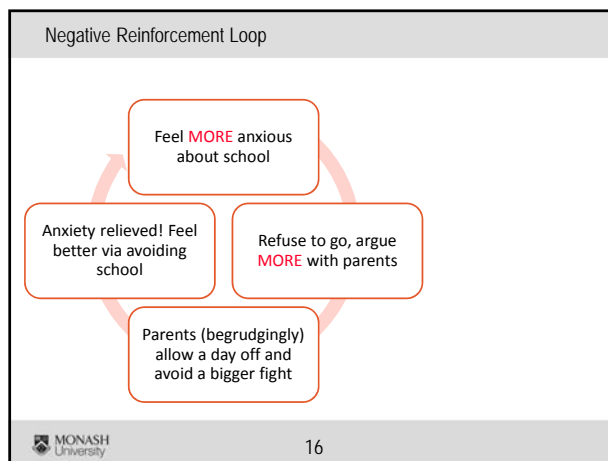 Negative Reinforcement Loop
Feel MORE anxious
about school
Refuse to go, argue
MORE with parents
Parents (begrudgingly)
allow a day off and
avoid a bigger fight
Anxiety relieved! Feel
better via avoiding
school
MONASH
University
16